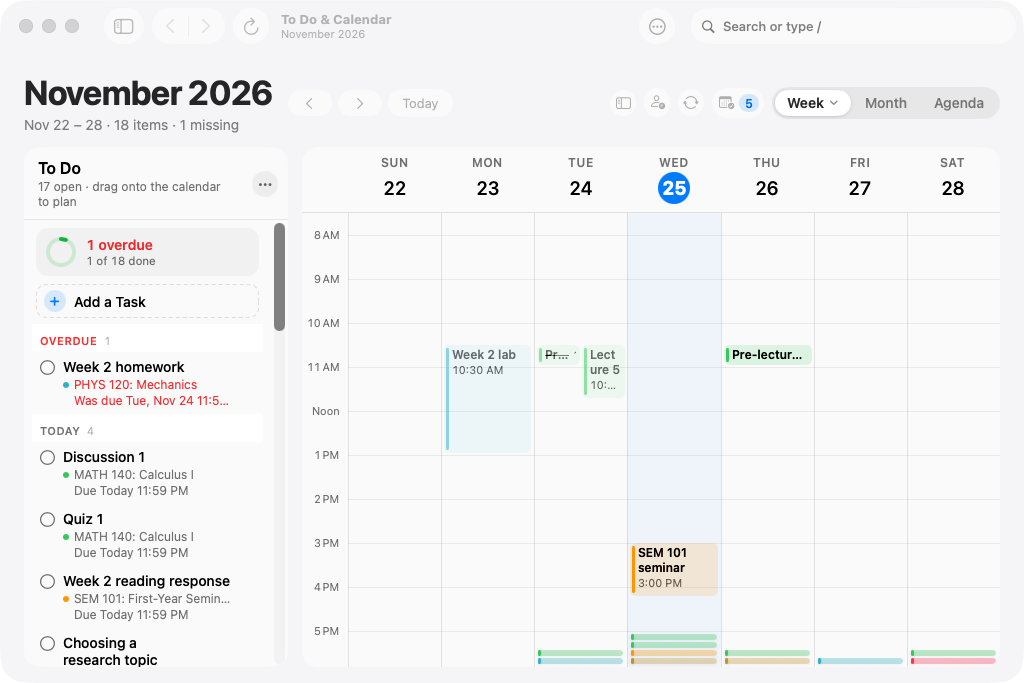 To Do & Calendar
November 2026
Search or type /
November 2026
Nov 22 – 28 · 18 items · 1 missing
Today
5
Week
Month
Agenda
To Do
17 open · drag onto the calendar
to plan
1 overdue
1 of 18 done
Add a Task
OVERDUE 1
Week 2 homework
PHYS 120: Mechanics
Was due Tue, Nov 24 11:5...
TODAY 4
Discussion 1
MATH 140: Calculus I
Due Today 11:59 PM
Quiz 1
MATH 140: Calculus I
Due Today 11:59 PM
Week 2 reading response
SEM 101: First-Year Semin...
Due Today 11:59 PM
Choosing a
research topic
SUN
22
MON
23
TUE
24
WED
25
THU
26
FRI
27
SAT
28
8 AM
9 AM
10 AM
11 AM
Noon
1 PM
2 PM
3 PM
4 PM
5 PM
Week 2 lab
10:30 AM
Pr...
Lect
ure 5
10:...
Pre-lectur...
SEM 101
seminar
3:00 PM